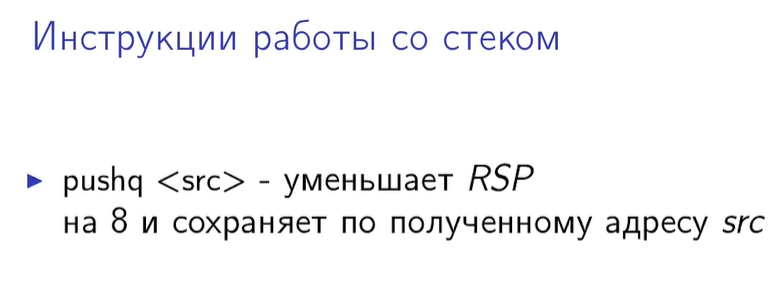 Инструкции работы со стеком
pushq <src> - уменьшает RSP
на 8 и сохраняет по полученному адресу src